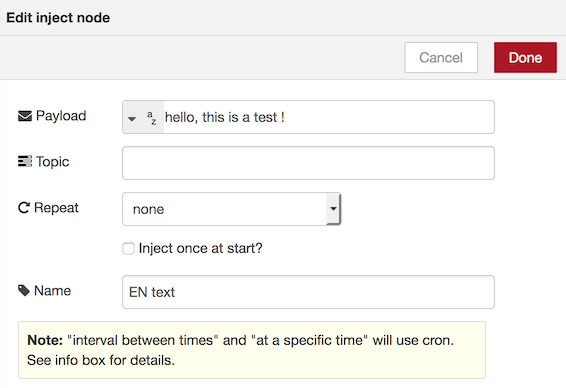 Edit inject node
Cancel Done
Payload az hello, this is a test !
Topic
Repeat none
Inject once at start?
Name EN text
Note: "interval between times" and "at a specific time" will use cron.
See info box for details.